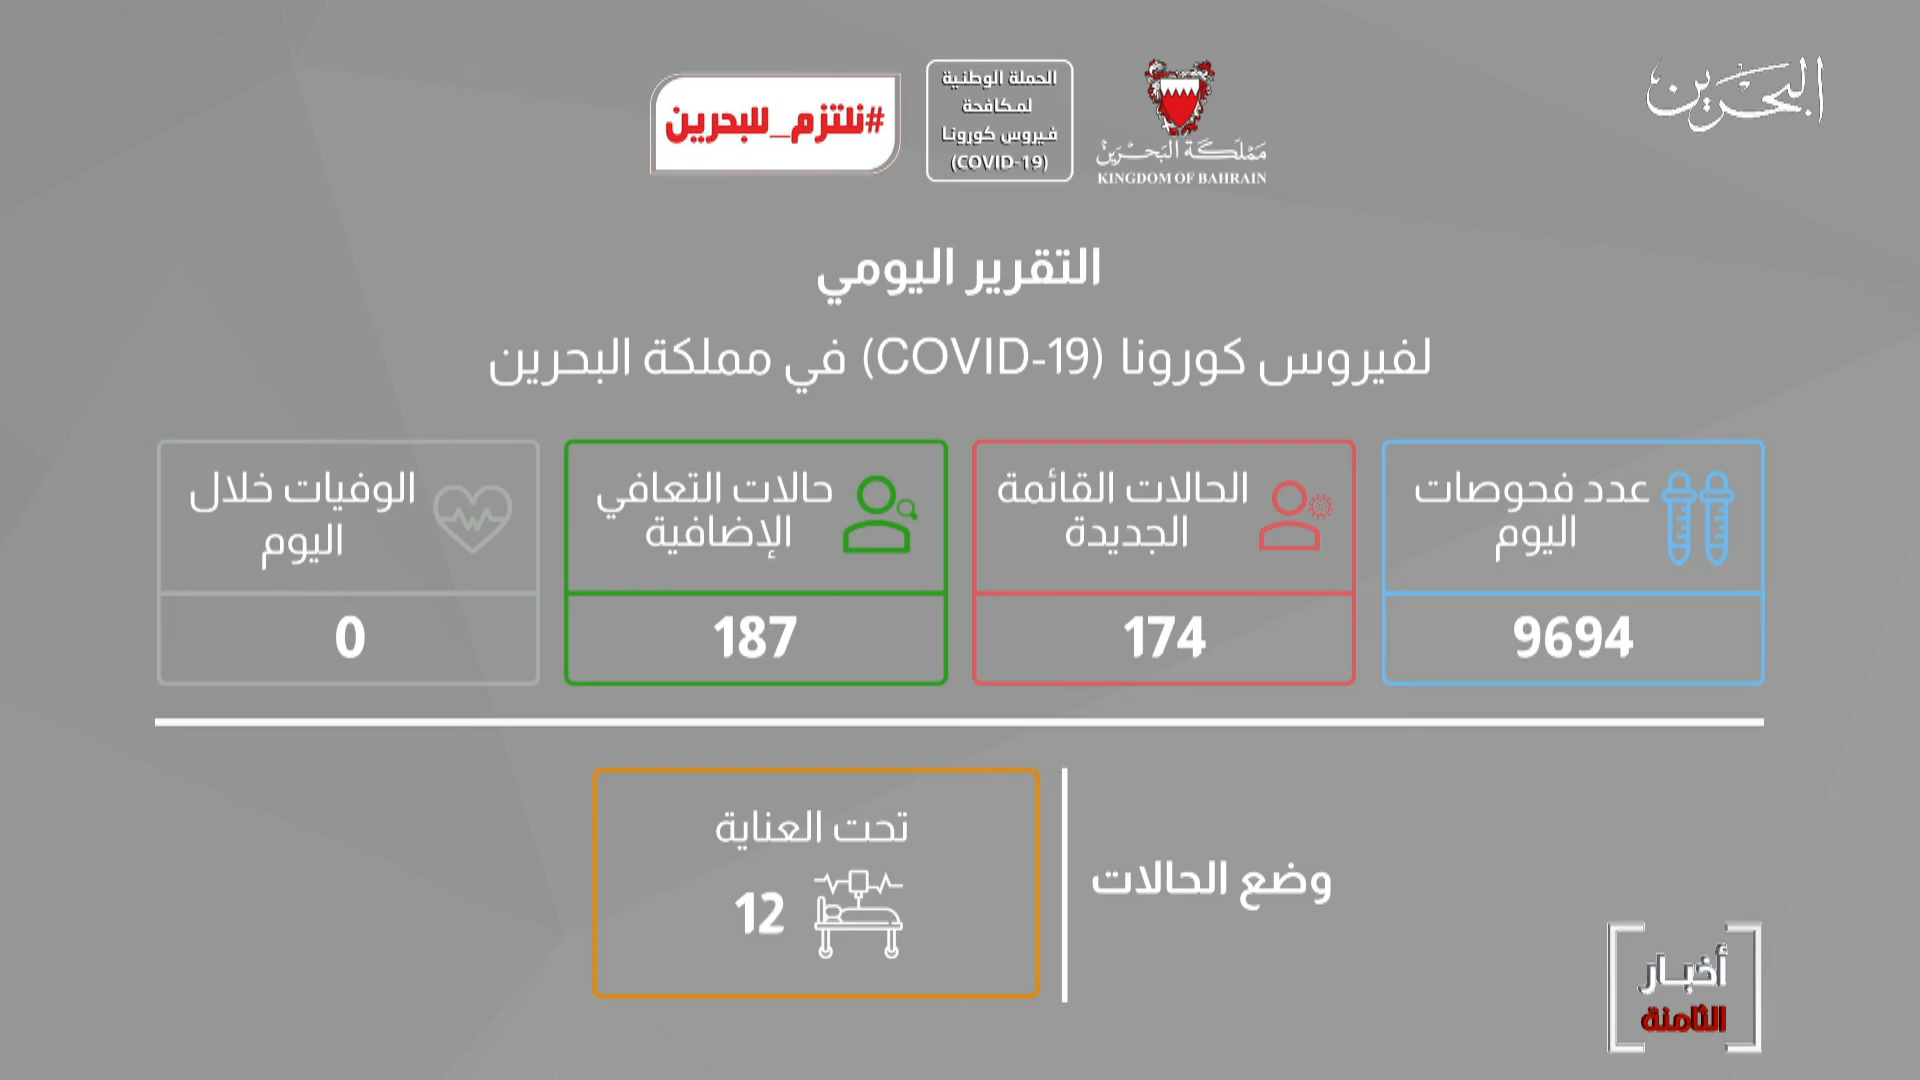 البحرين
مملكة البحرين
KINGDOM OF BAHRAIN
الحملة الوطنية
لمكافحة
فيروس كورونا
(COVID-19)
#نلتزم_للبحرين
التقرير اليومي
لفيروس كورونا (COVID-19) في مملكة البحرين
عدد فحوصات
اليوم
9694
الحالات القائمة
الجديدة
174
حالات التعافي
الإضافية
187
الوفيات خلال
اليوم
0
وضع الحالات
تحت العناية
12
أخبار
الثامنة